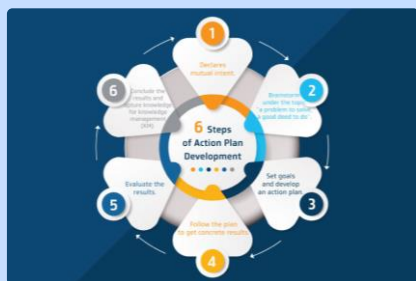 1
Declares
mutual intent.
2
Brainstorm
under the topic
"a problem to solve
a good deed to do"
3
Set goals
and develop
an action plan.
4
Follow the plan
to get concrete results.
5
Evaluate the
results.
6
Conclude the
results and
capture knowledge
for knowledge
management
(KM)
6 Steps
of Action Plan
Development